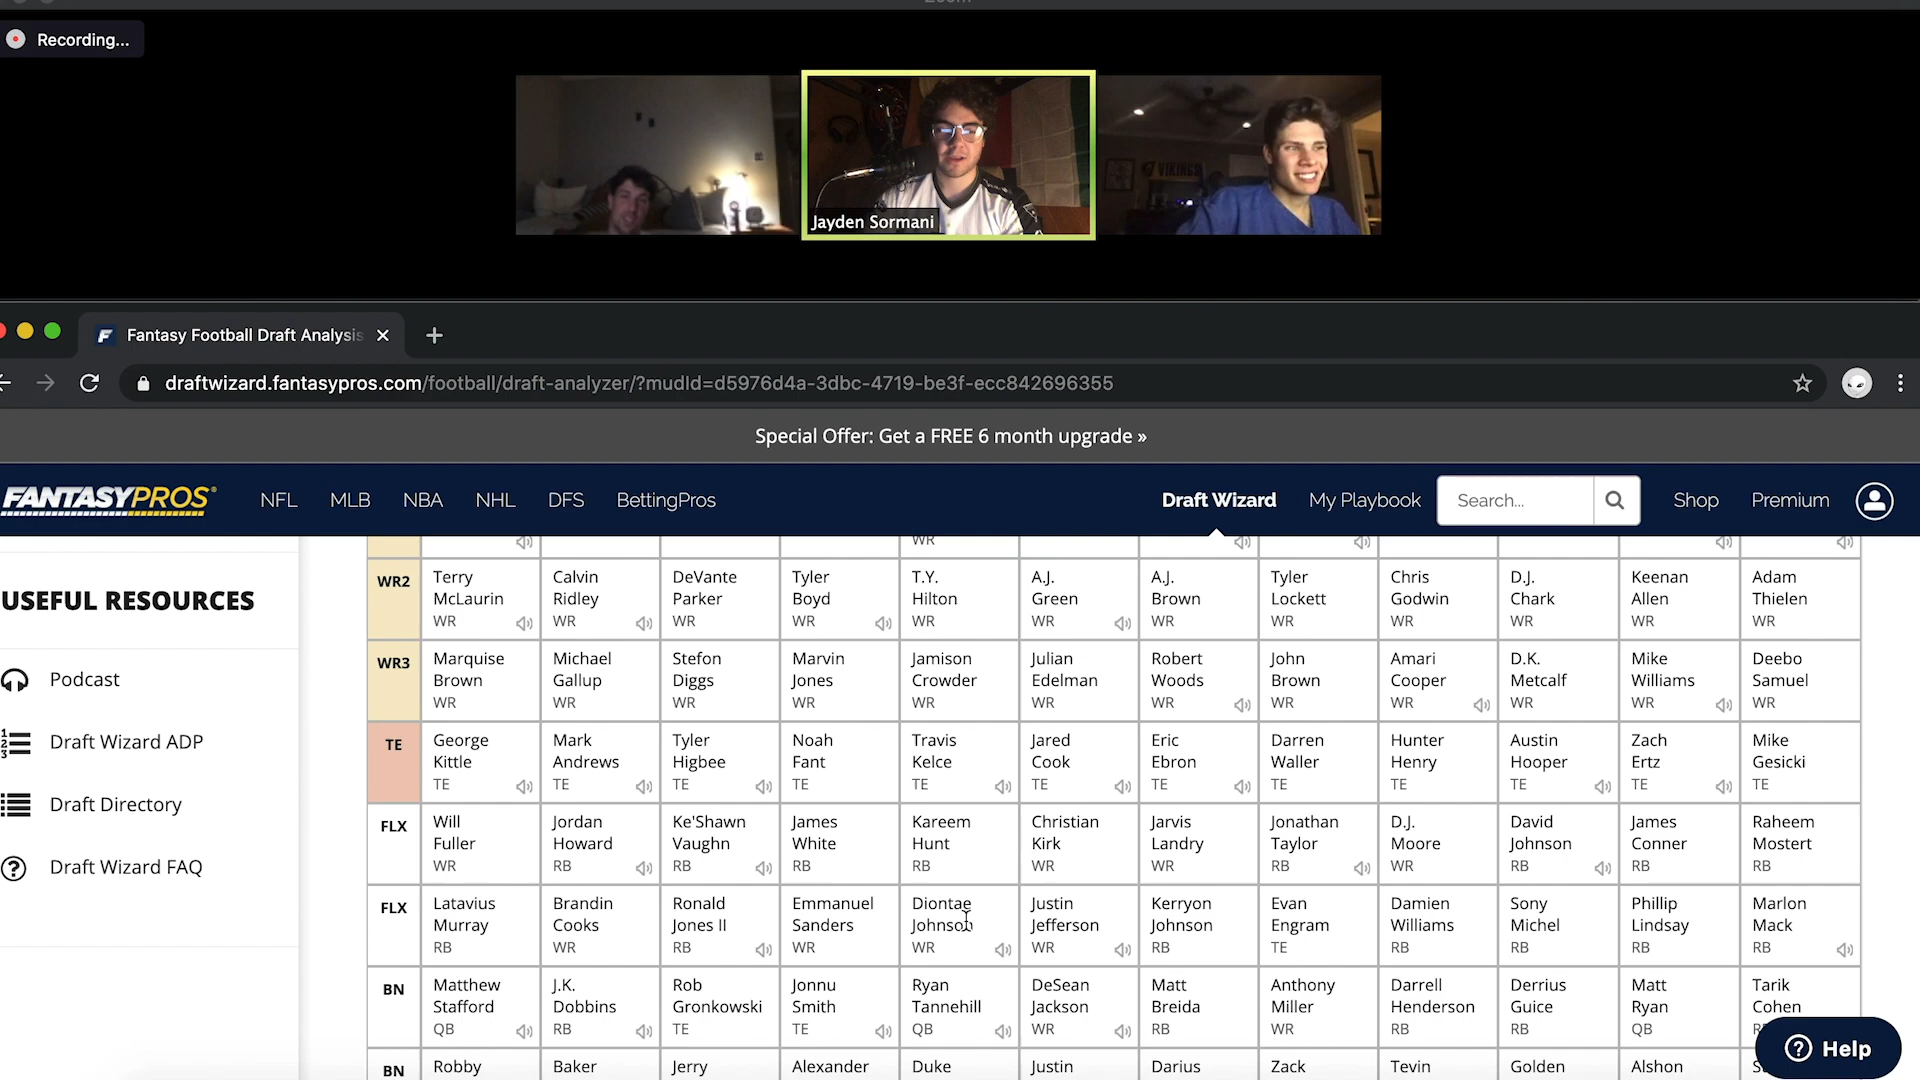 Zoom
Recording...
VIKINGS
Jayden Sormani
Fantasy Football Draft Analysis
draftwizard.fantasypros.com/football/draft-analyzer/?mudId=d5976d4a-3dbc-4719-be3f-ecc842696355
Special Offer: Get a FREE 6 month upgrade »
FANTASYPROS NFL MLB NBA NHL DFS BettingPros Draft Wizard My Playbook Search... Shop Premium
USEFUL RESOURCES
Podcast
Draft Wizard ADP
Draft Directory
Draft Wizard FAQ
WR
WR2 Terry Calvin DeVante Tyler T.Y. A.J. A.J. Tyler Chris D.J. Keenan Adam
McLaurin Ridley Parker Boyd Hilton Green Brown Lockett Godwin Chark Allen Thielen
WR WR WR WR WR WR WR WR WR WR WR WR
WR3 Marquise Michael Stefon Marvin Jamison Julian Robert John Amari D.K. Mike Deebo
Brown Gallup Diggs Jones Crowder Edelman Woods Brown Cooper Metcalf Williams Samuel
WR WR WR WR WR WR WR WR WR WR WR WR
TE George Mark Tyler Noah Travis Jared Eric Darren Hunter Austin Zach Mike
Kittle Andrews Higbee Fant Kelce Cook Ebron Waller Henry Hooper Ertz Gesicki
TE TE TE TE TE TE TE TE TE TE TE TE
FLX Will Jordan Ke'Shawn James Kareem Christian Jarvis Jonathan D.J. David James Raheem
Fuller Howard Vaughn White Hunt Kirk Landry Taylor Moore Johnson Conner Mostert
WR RB RB RB RB WR WR RB WR RB RB RB
FLX Latavius Brandin Ronald Emmanuel Diontae Justin Kerryon Evan Damien Sony Phillip Marlon
Murray Cooks Jones II Sanders Johnson Jefferson Johnson Engram Williams Michel Lindsay Mack
RB WR RB WR WR WR RB TE RB RB RB RB
BN Matthew J.K. Rob Jonnu Ryan DeSean Matt Anthony Darrell Derrius Matt Tarik
Stafford Dobbins Gronkowski Smith Tannehill Jackson Breida Miller Henderson Guice Ryan Cohen
QB RB TE TE QB WR RB WR RB RB QB
BN Robby Baker Jerry Alexander Duke Justin Darius Zack Tevin Golden Alshon
Help